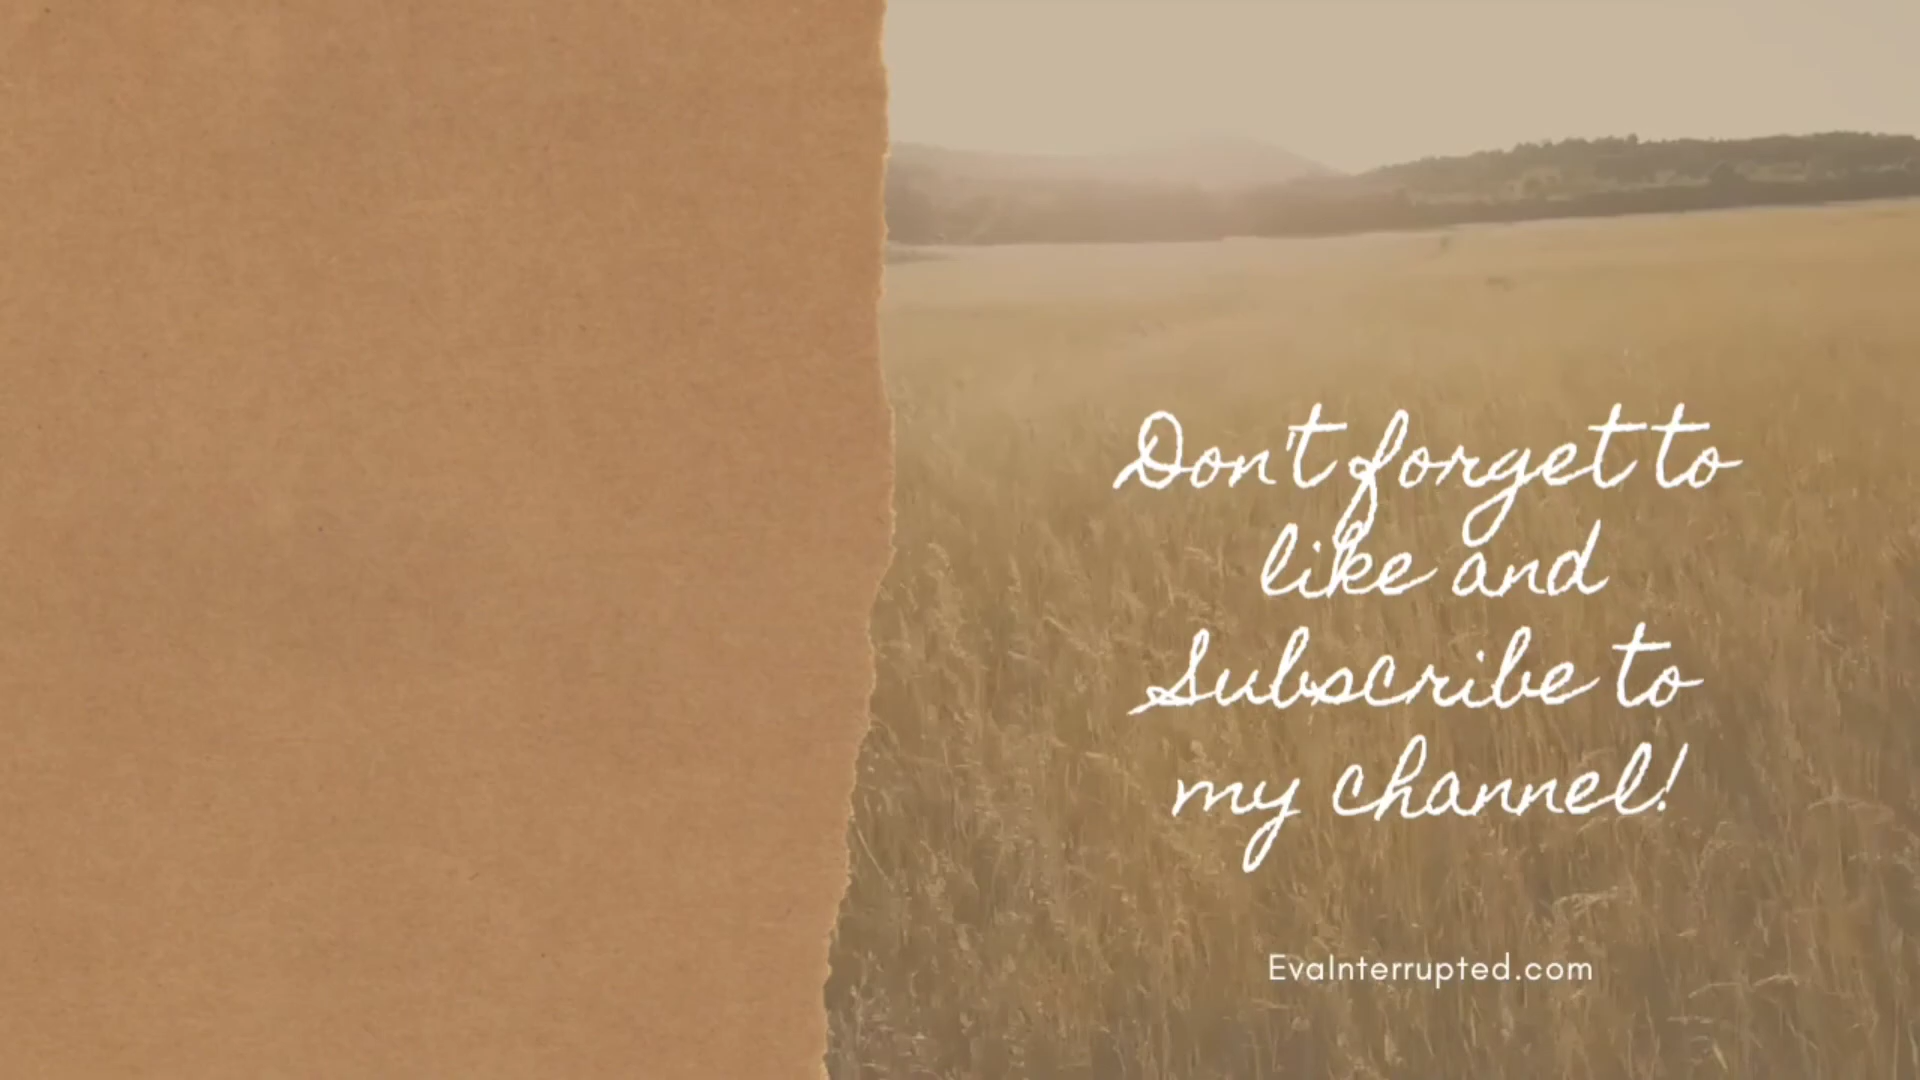 Don't forget to
like and
Subscribe to
my channel!
EvaInterrupted.com